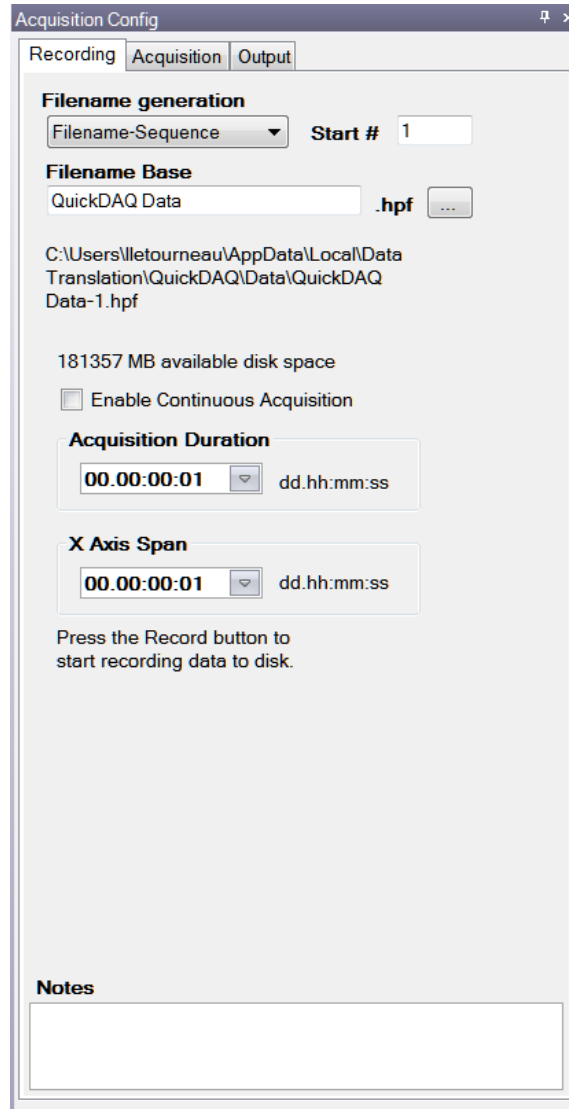 Acquisition Config
Recording Acquisition Output
Filename generation
Filename-Sequence Start # 1
Filename Base
QuickDAQ Data .hpf ...
C:\Users\lletourneau\AppData\Local\Data
Translation\QuickDAQ\Data\QuickDAQ
Data-1.hpf
181357 MB available disk space
Enable Continuous Acquisition
Acquisition Duration
00.00:00:01 dd.hh:mm:ss
X Axis Span
00.00:00:01 dd.hh:mm:ss
Press the Record button to
start recording data to disk.
Notes